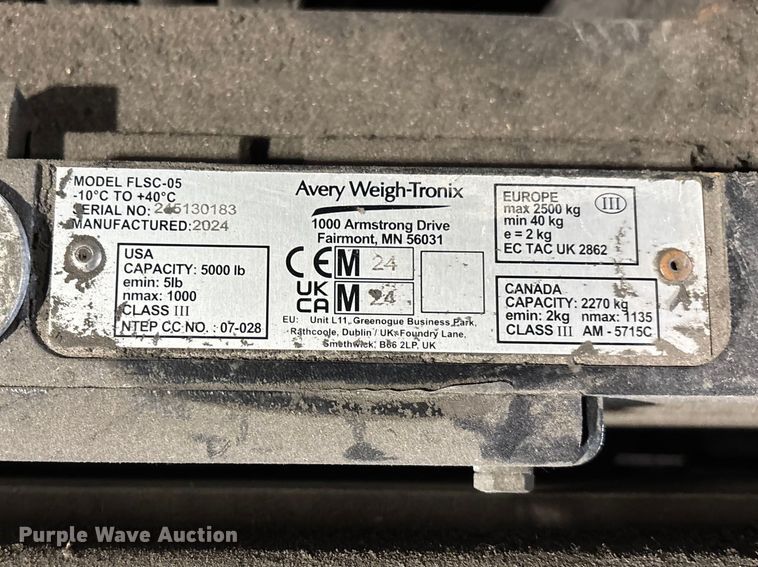 MODEL FLSC-05
-10°C TO +40°C
SERIAL NO: 245130183
MANUFACTURED: 2024
USA
CAPACITY: 5000 lb
emin: 5lb
nmax: 1000
CLASS III
NTEP CC NO. : 07-028
Avery Weigh-Tronix
1000 Armstrong Drive
Fairmont, MN 56031
CE M 24
UK CA M 24
EU: Unit L11, Greenogue Business Park,
Rathcoole, Dublin / UK: Foundry Lane,
Smethwick, B66 2LP, UK
EUROPE III
max 2500 kg
min 40 kg
e = 2 kg
EC TAC UK 2862
CANADA
CAPACITY: 2270 kg
emin: 2kg nmax: 1135
CLASS III AM - 5715C
Purple Wave Auction